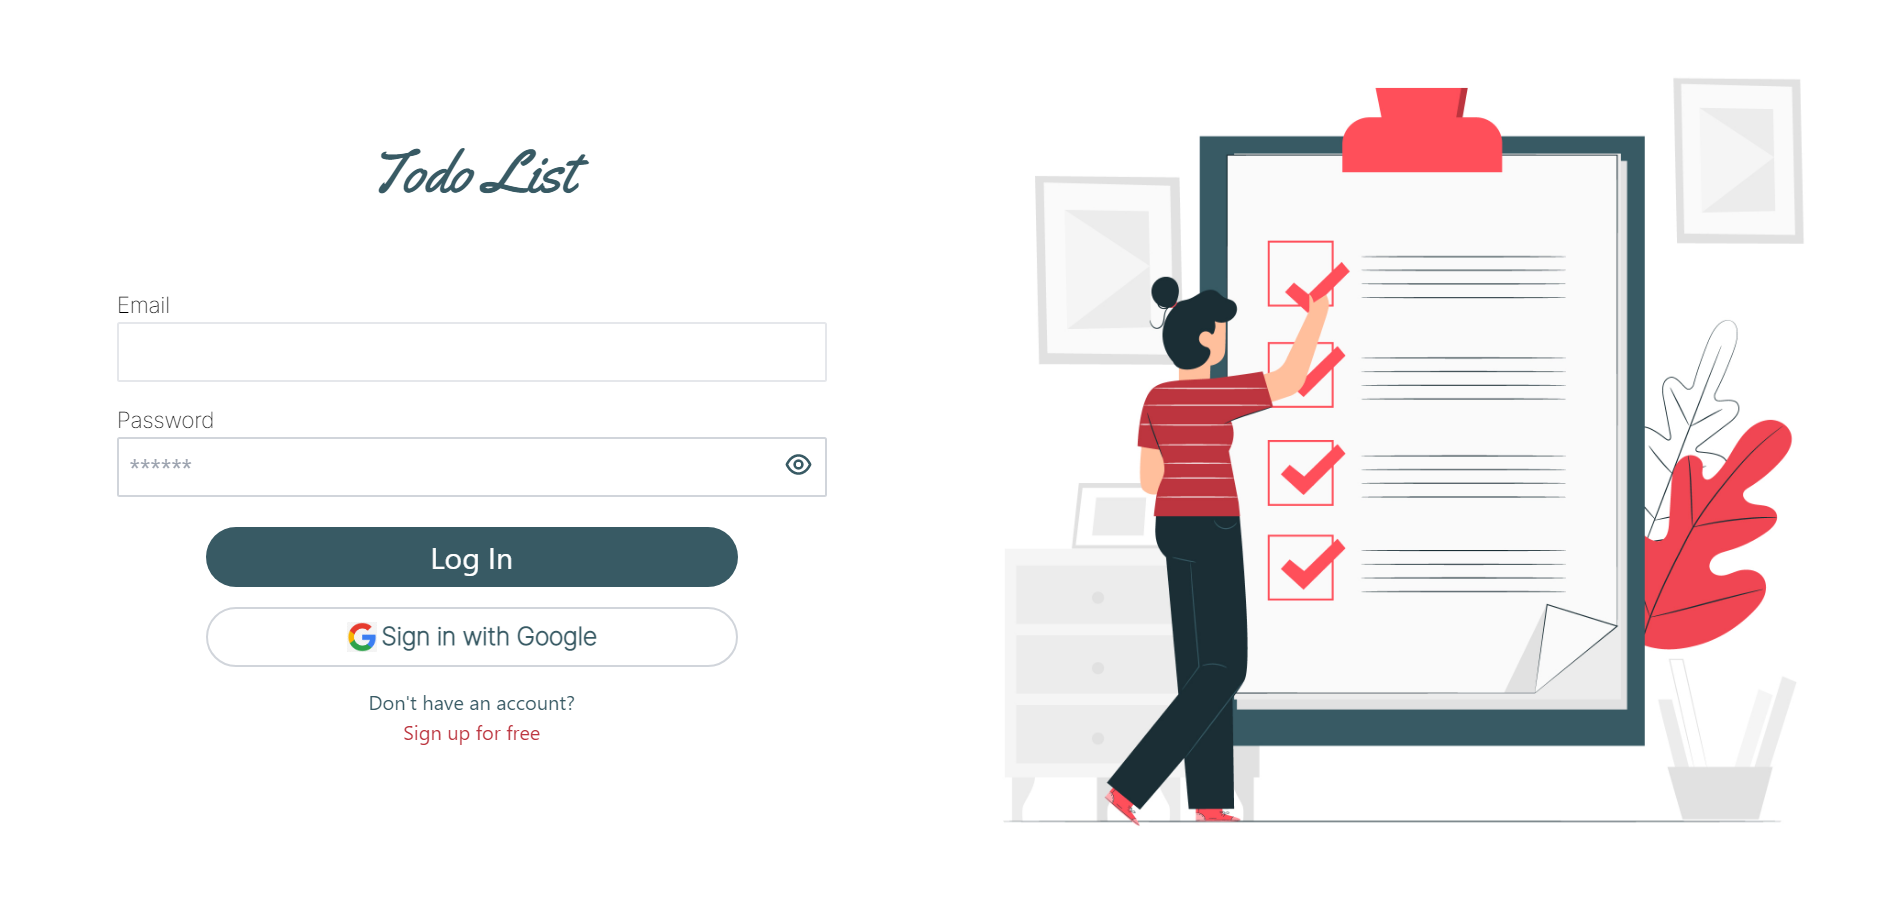 Todo List
Email
Password
******
Log In
Sign in with Google
Don't have an account?
Sign up for free